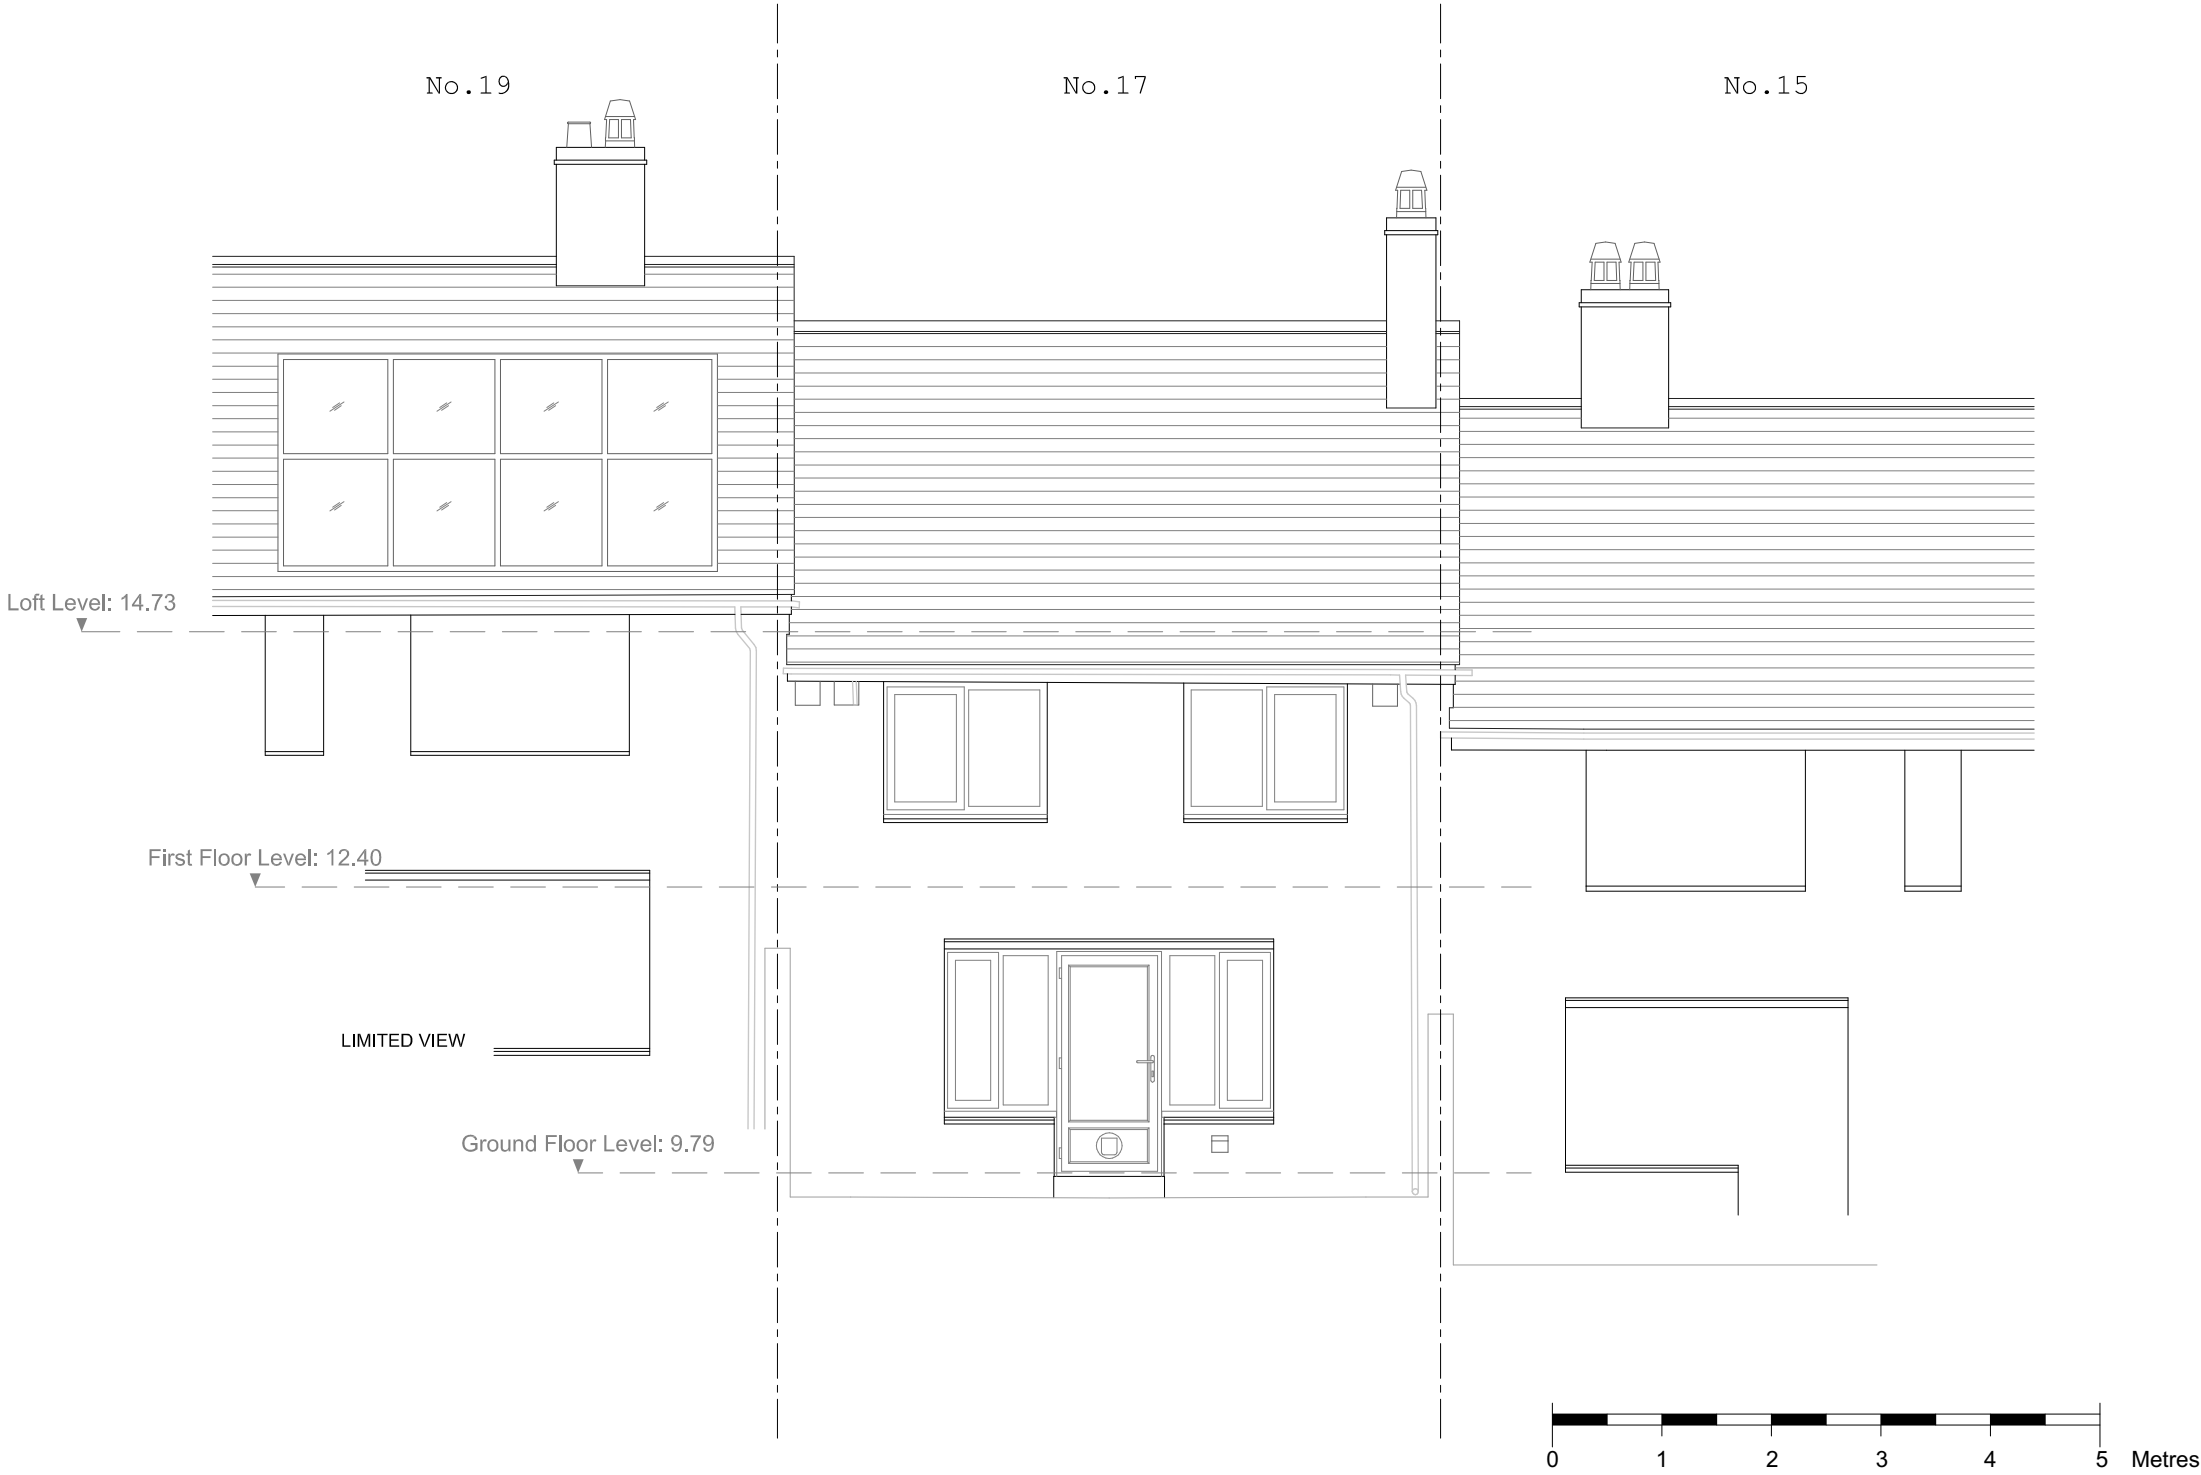 No.19
No.17
No.15
Loft Level: 14.73
First Floor Level: 12.40
LIMITED VIEW
Ground Floor Level: 9.79
0 1 2 3 4 5 Metres